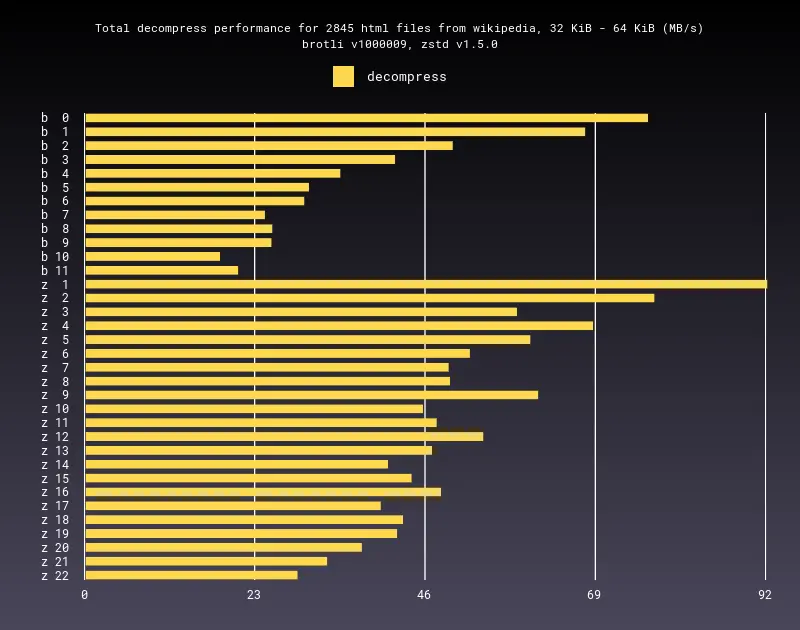 Total decompress performance for 2845 html files from wikipedia, 32 KiB - 64 KiB (MB/s)
brotli v1000009, zstd v1.5.0
decompress
b 0
b 1
b 2
b 3
b 4
b 5
b 6
b 7
b 8
b 9
b 10
b 11
z 1
z 2
z 3
z 4
z 5
z 6
z 7
z 8
z 9
z 10
z 11
z 12
z 13
z 14
z 15
z 16
z 17
z 18
z 19
z 20
z 21
z 22
0 23 46 69 92